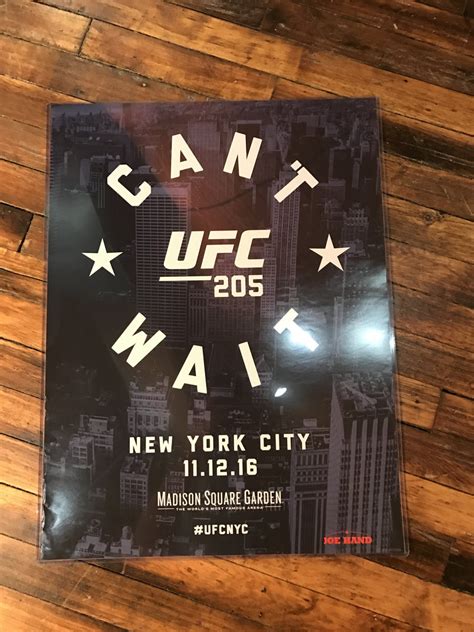 CAN'T
UFC
205
WAIT
NEW YORK CITY
11.12.16
MADISON SQUARE GARDEN
THE WORLD'S MOST FAMOUS ARENA
#UFCNYC
JOE HAND